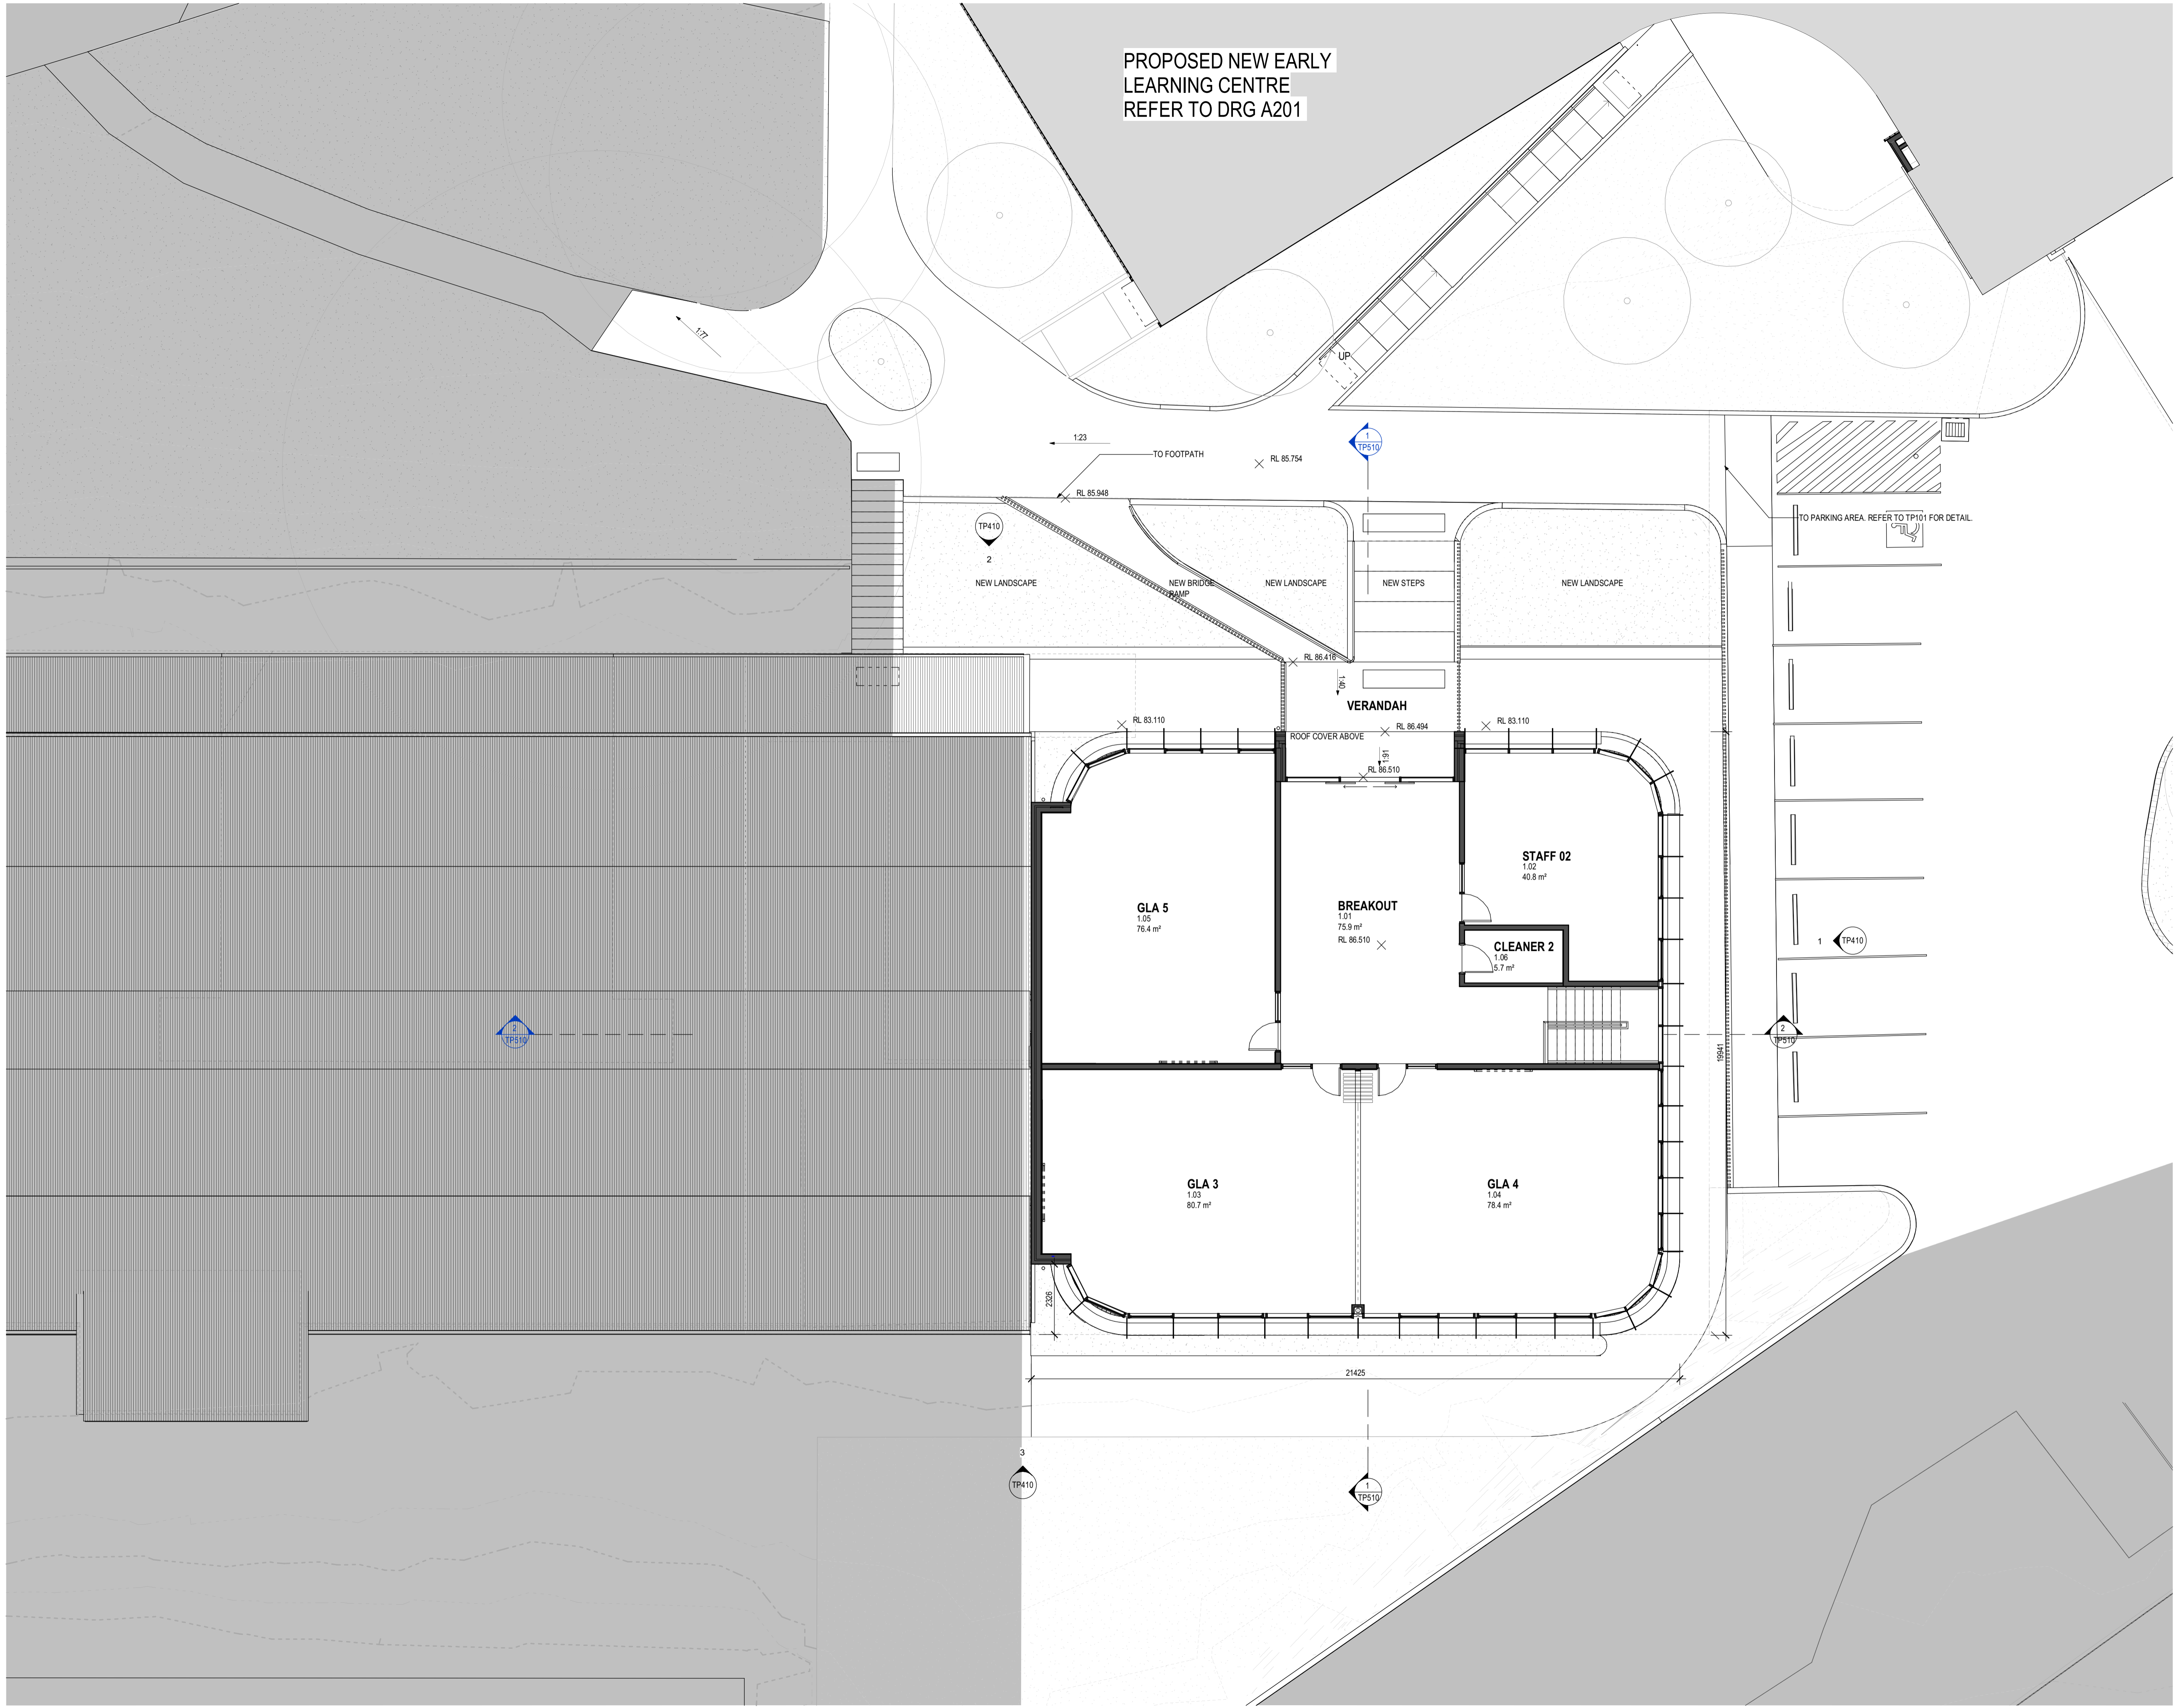 PROPOSED NEW EARLY
LEARNING CENTRE
REFER TO DRG A201
1:77
UP
1:23
TO FOOTPATH
RL 85.754
1
TP510
RL 85.948
TO PARKING AREA. REFER TO TP101 FOR DETAIL.
TP410
2
NEW LANDSCAPE
NEW BRIDGE
RAMP
NEW LANDSCAPE
NEW STEPS
NEW LANDSCAPE
RL 86.416
1:40
VERANDAH
RL 83.110
RL 86.494
RL 83.110
ROOF COVER ABOVE
1:91
RL 86.510
STAFF 02
1.02
40.8 m²
GLA 5
1.05
76.4 m²
BREAKOUT
1.01
75.9 m²
RL 86.510
CLEANER 2
1.06
5.7 m²
1
TP410
2
TP510
2
TP510
19941
GLA 3
1.03
80.7 m²
GLA 4
1.04
78.4 m²
2326
21425
3
TP410
1
TP510